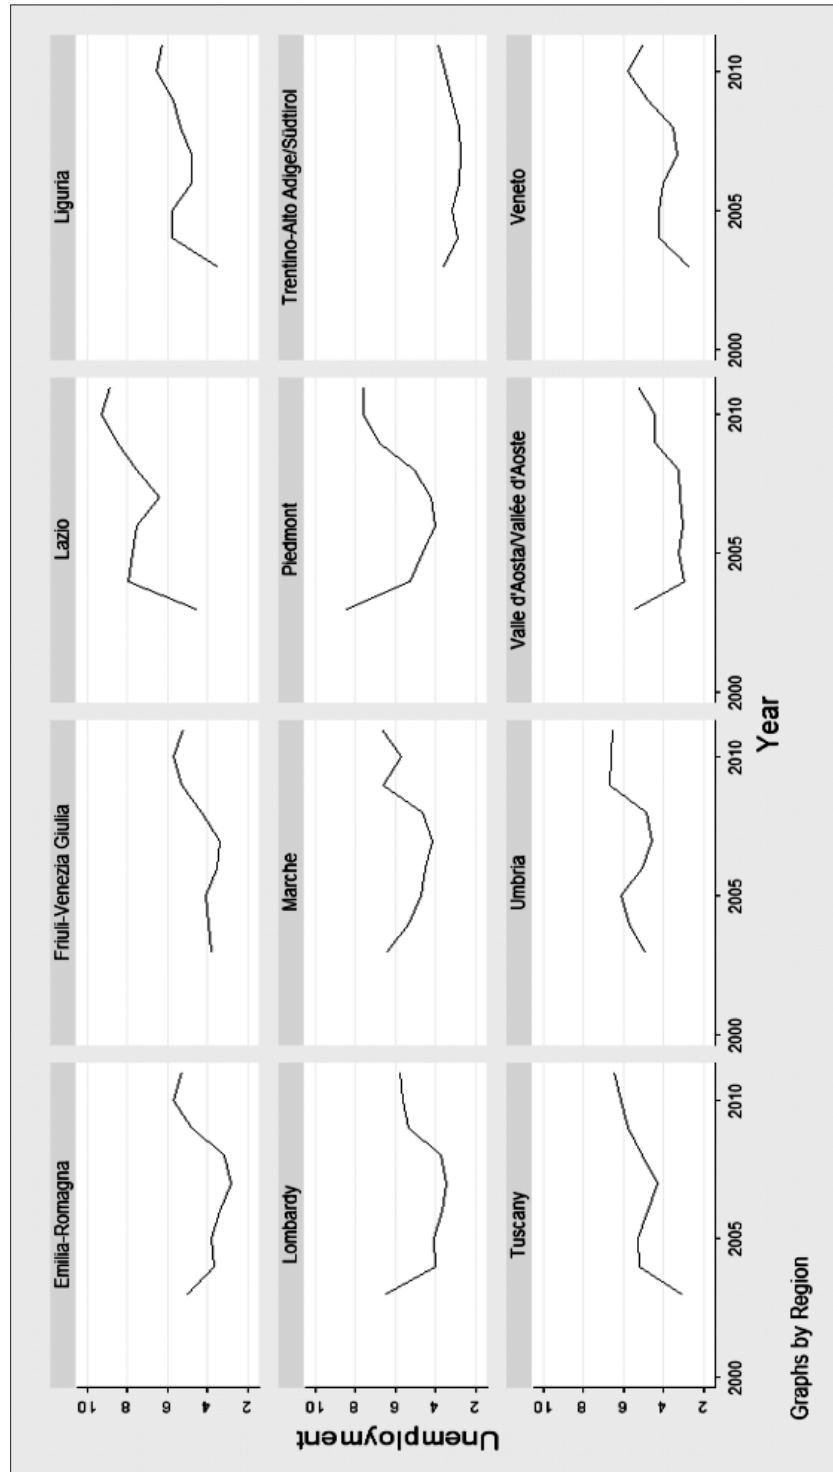 Emilia-Romagna
Friuli-Venezia Giulia
Lazio
Liguria
Lombardy
Marche
Piedmont
Trentino-Alto Adige/Südtirol
Tuscany
Umbria
Valle d'Aosta/Vallée d'Aoste
Veneto
Unemployment
10
8
6
4
2
10
8
6
4
2
10
8
6
4
2
2000 2005 2010
2000 2005 2010
2000 2005 2010
2000 2005 2010
Year
Graphs by Region